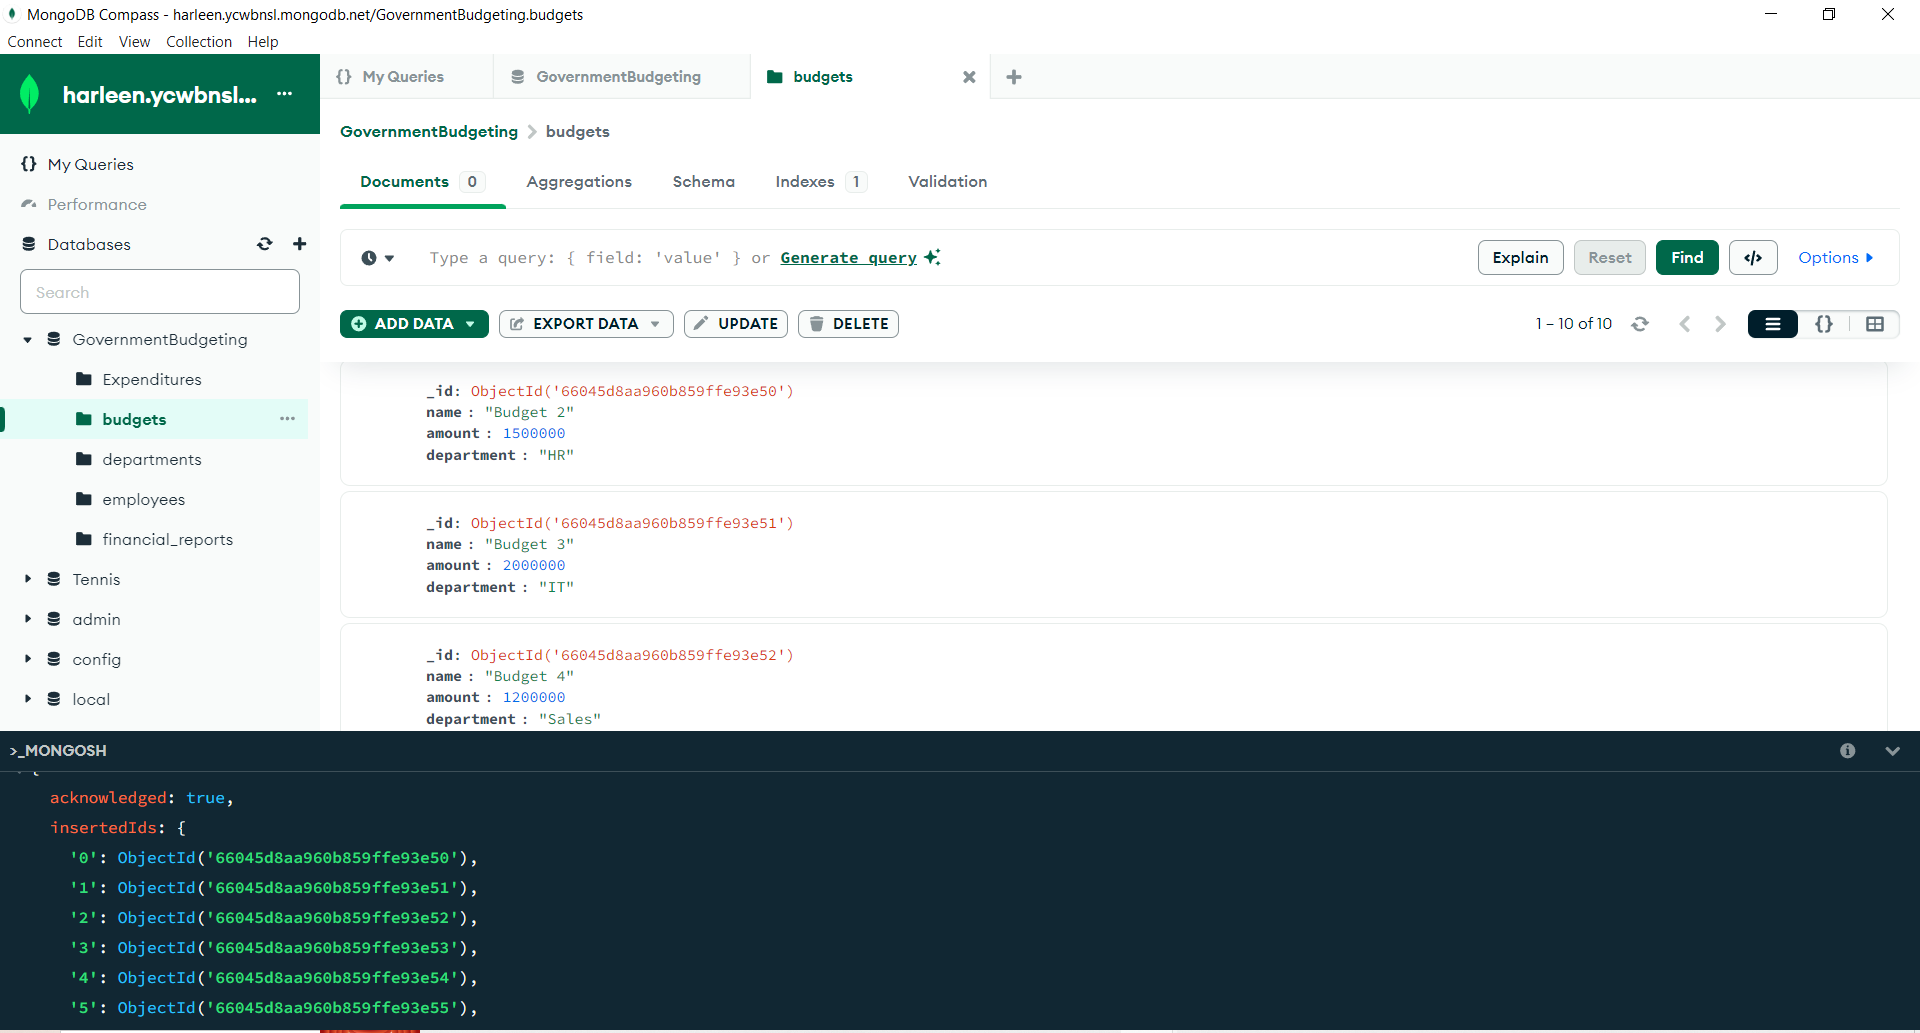 MongoDB Compass - harleen.ycwbnsl.mongodb.net/GovernmentBudgeting.budgets
Connect Edit View Collection Help
harleen.ycwbnsl... ...
My Queries
Performance
Databases
Search
GovernmentBudgeting
Expenditures
budgets ...
departments
employees
financial_reports
Tennis
admin
config
local
{} My Queries GovernmentBudgeting budgets
GovernmentBudgeting > budgets
Documents 0 Aggregations Schema Indexes 1 Validation
Type a query: { field: 'value' } or Generate query
Explain Reset Find </> Options
ADD DATA EXPORT DATA UPDATE DELETE
1 – 10 of 10 {}
_id: ObjectId('66045d8aa960b859ffe93e50')
name : "Budget 2"
amount : 1500000
department : "HR"
_id: ObjectId('66045d8aa960b859ffe93e51')
name : "Budget 3"
amount : 2000000
department : "IT"
_id: ObjectId('66045d8aa960b859ffe93e52')
name : "Budget 4"
amount : 1200000
department : "Sales"
>_MONGOSH
acknowledged: true,
insertedIds: {
'0': ObjectId('66045d8aa960b859ffe93e50'),
'1': ObjectId('66045d8aa960b859ffe93e51'),
'2': ObjectId('66045d8aa960b859ffe93e52'),
'3': ObjectId('66045d8aa960b859ffe93e53'),
'4': ObjectId('66045d8aa960b859ffe93e54'),
'5': ObjectId('66045d8aa960b859ffe93e55'),